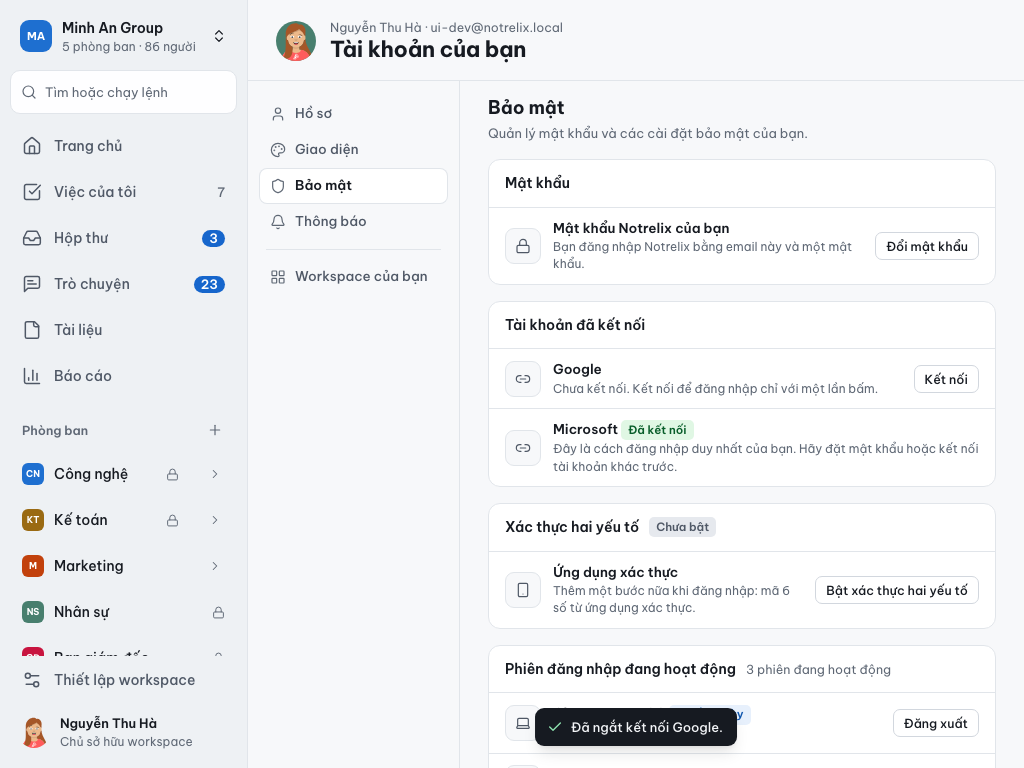 MA
Minh An Group
5 phòng ban · 86 người
Tìm hoặc chạy lệnh
Trang chủ
Việc của tôi
7
Hộp thư
3
Trò chuyện
23
Tài liệu
Báo cáo
Phòng ban
CN
Công nghệ
KT
Kế toán
M
Marketing
NS
Nhân sự
Thiết lập workspace
Nguyễn Thu Hà
Chủ sở hữu workspace
Nguyễn Thu Hà · ui-dev@notrelix.local
Tài khoản của bạn
Hồ sơ
Giao diện
Bảo mật
Thông báo
Workspace của bạn
Bảo mật
Quản lý mật khẩu và các cài đặt bảo mật của bạn.
Mật khẩu
Mật khẩu Notrelix của bạn
Bạn đăng nhập Notrelix bằng email này và một mật
khẩu.
Đổi mật khẩu
Tài khoản đã kết nối
Google
Chưa kết nối. Kết nối để đăng nhập chỉ với một lần bấm.
Kết nối
Microsoft Đã kết nối
Đây là cách đăng nhập duy nhất của bạn. Hãy đặt mật khẩu hoặc kết nối
tài khoản khác trước.
Xác thực hai yếu tố Chưa bật
Ứng dụng xác thực
Thêm một bước nữa khi đăng nhập: mã 6
số từ ứng dụng xác thực.
Bật xác thực hai yếu tố
Phiên đăng nhập đang hoạt động 3 phiên đang hoạt động
Đăng xuất
Đã ngắt kết nối Google.